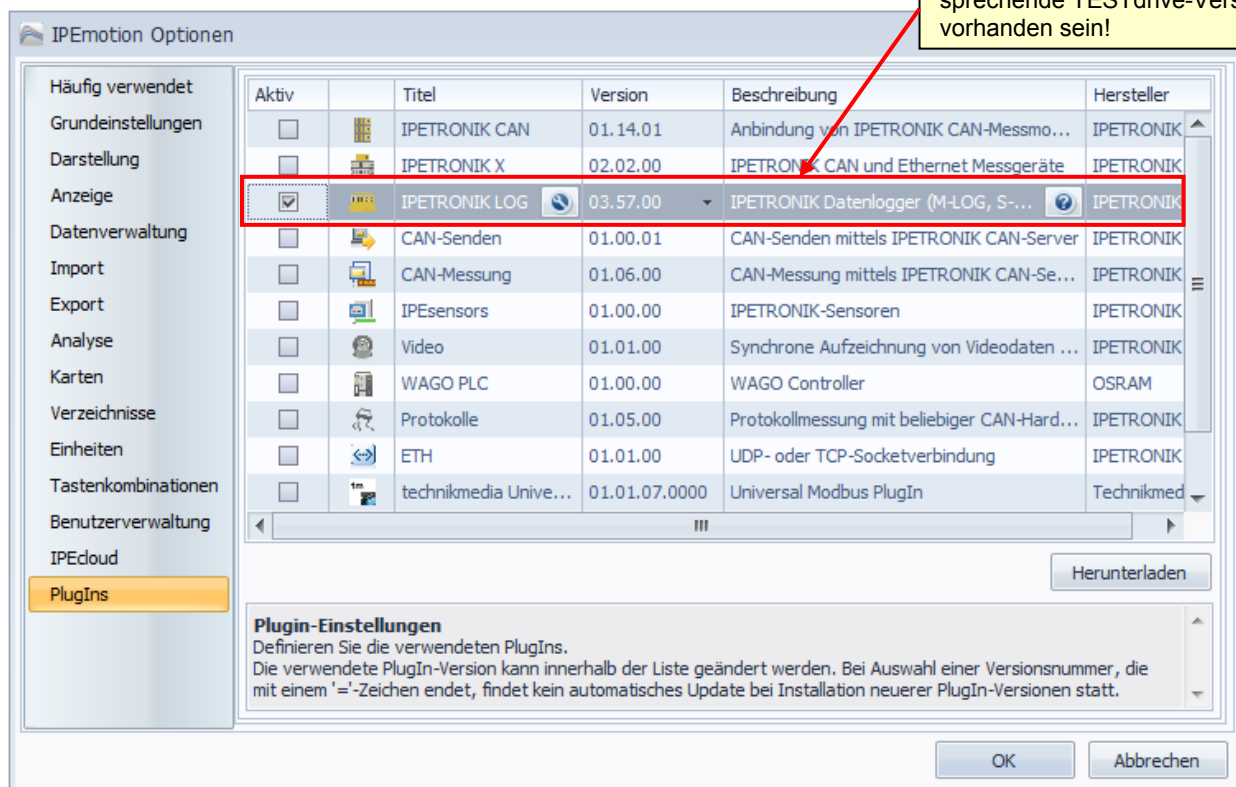 sprechende TESTdrive-Vers
vorhanden sein!
IPEmotion Optionen
Häufig verwendet
Grundeinstellungen
Darstellung
Anzeige
Datenverwaltung
Import
Export
Analyse
Karten
Verzeichnisse
Einheiten
Tastenkombinationen
Benutzerverwaltung
IPEcloud
PlugIns
Aktiv Titel Version Beschreibung Hersteller
IPETRONIK CAN 01.14.01 Anbindung von IPETRONIK CAN-Messmo... IPETRONIK
IPETRONIK X 02.02.00 IPETRONIK CAN und Ethernet Messgeräte IPETRONIK
IPETRONIK LOG 03.57.00 IPETRONIK Datenlogger (M-LOG, S-... IPETRONIK
CAN-Senden 01.00.01 CAN-Senden mittels IPETRONIK CAN-Server IPETRONIK
CAN-Messung 01.06.00 CAN-Messung mittels IPETRONIK CAN-Se... IPETRONIK
IPEsensors 01.00.00 IPETRONIK-Sensoren IPETRONIK
Video 01.01.00 Synchrone Aufzeichnung von Videodaten ... IPETRONIK
WAGO PLC 01.00.00 WAGO Controller OSRAM
Protokolle 01.05.00 Protokollmessung mit beliebiger CAN-Hard... IPETRONIK
ETH 01.01.00 UDP- oder TCP-Socketverbindung IPETRONIK
technikmedia Unive... 01.01.07.0000 Universal Modbus PlugIn Technikmed
Herunterladen
Plugin-Einstellungen
Definieren Sie die verwendeten PlugIns.
Die verwendete PlugIn-Version kann innerhalb der Liste geändert werden. Bei Auswahl einer Versionsnummer, die
mit einem '='-Zeichen endet, findet kein automatisches Update bei Installation neuerer PlugIn-Versionen statt.
OK Abbrechen